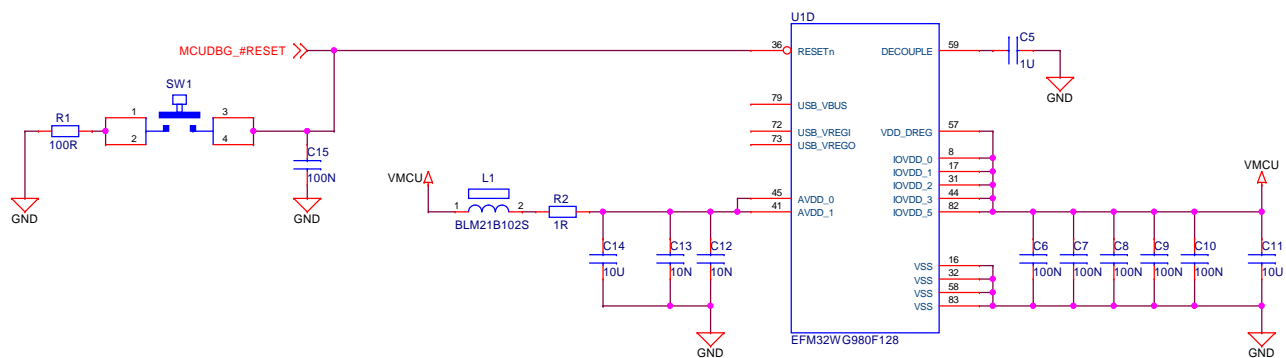 U1D
MCUDBG_#RESET
36
RESETn
DECOUPLE
59
C5
1U
GND
SW1
R1
100R
1
2
3
4
C15
100N
GND
GND
79
USB_VBUS
72
USB_VREGI
73
USB_VREGO
VDD_DREG
57
IOVDD_0
8
IOVDD_1
17
IOVDD_2
31
IOVDD_3
44
IOVDD_5
82
VMCU
VMCU
L1
1
2
BLM21B102S
R2
1R
45
AVDD_0
41
AVDD_1
C14
10U
C13
10N
C12
10N
GND
VSS
16
VSS
32
VSS
58
VSS
83
C6
100N
C7
100N
C8
100N
C9
100N
C10
100N
C11
10U
GND
EFM32WG980F128